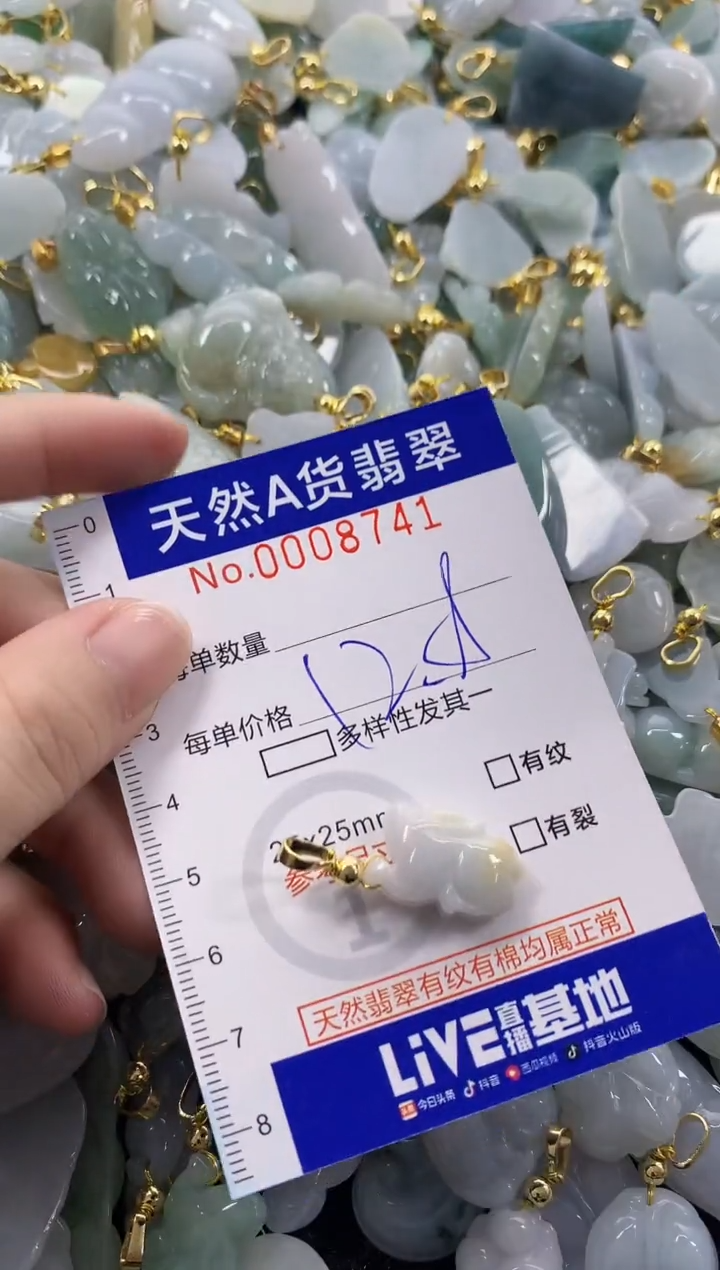 天然A货翡翠
No.0008741
单数量
每单价格
多样性发其一
有纹
25mm
有裂
天然翡翠有纹有棉均属正常
LiVE直播基地
今日头条 抖音 西瓜视频 抖音火山版
0
1
3
4
5
6
7
8
1